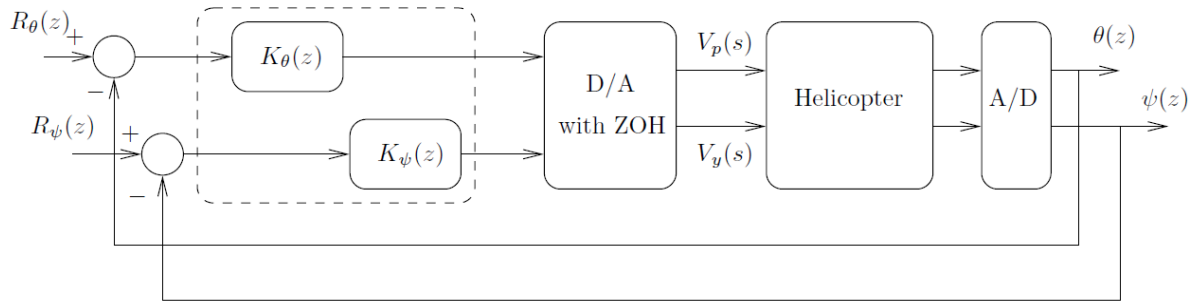 R_θ(z)
+
−
K_θ(z)
R_ψ(z)
+
−
K_ψ(z)
D/A
with ZOH
V_p(s)
V_y(s)
Helicopter
A/D
θ(z)
ψ(z)